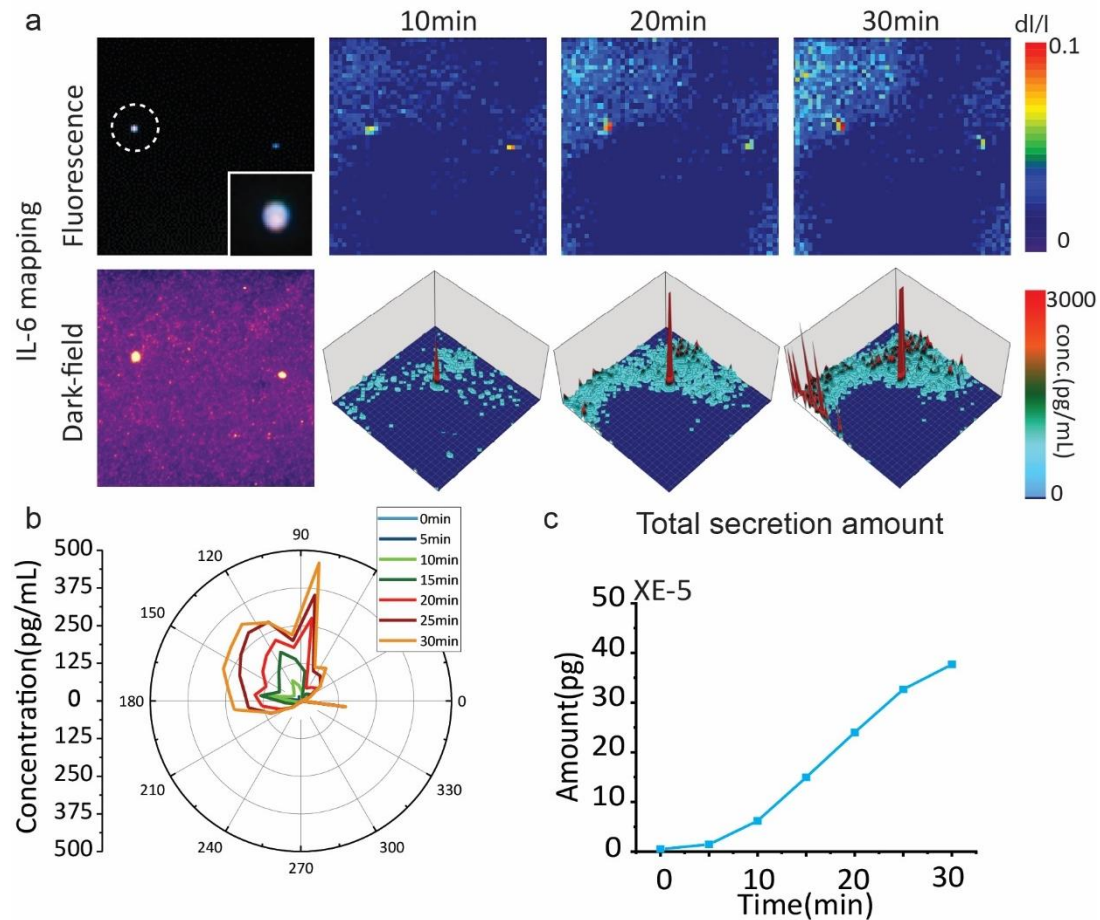 a
10min
20min
30min
dI/I
IL-6 mapping
Fluorescence
0.1
0
Dark-field
3000
conc.(pg/mL)
0
b
Concentration(pg/mL)
500
375
250
125
0
125
250
375
500
90
120
150
180
210
240
270
300
330
0
0min
5min
10min
15min
20min
25min
30min
c
Total secretion amount
XE-5
Amount(pg)
50
40
30
20
10
0
0
10
20
30
Time(min)